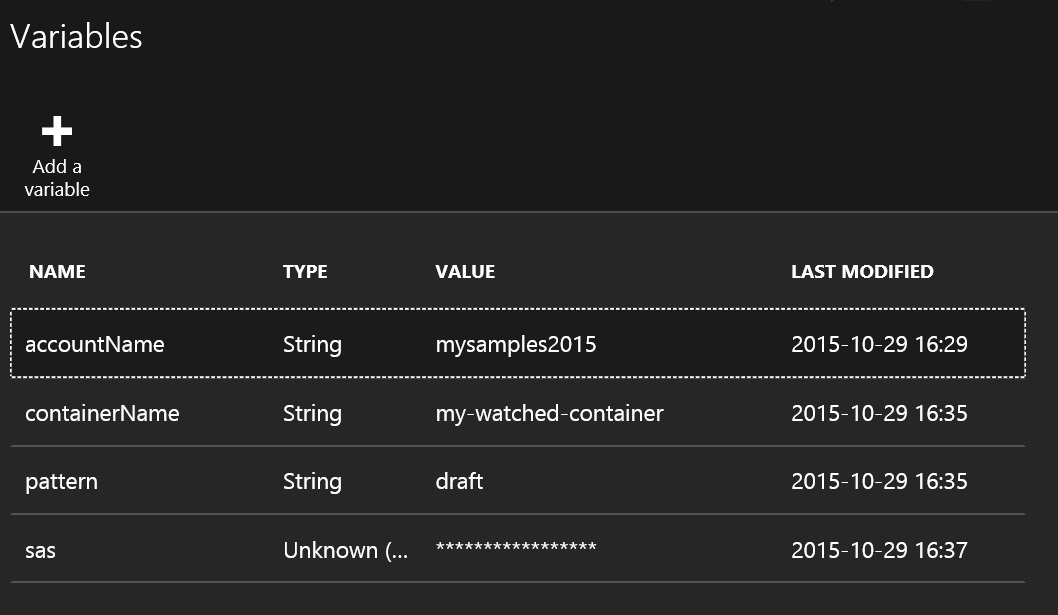 Variables
Add a
variable
NAME TYPE VALUE LAST MODIFIED
accountName String mysamples2015 2015-10-29 16:29
containerName String my-watched-container 2015-10-29 16:35
pattern String draft 2015-10-29 16:35
sas Unknown (... ***************** 2015-10-29 16:37